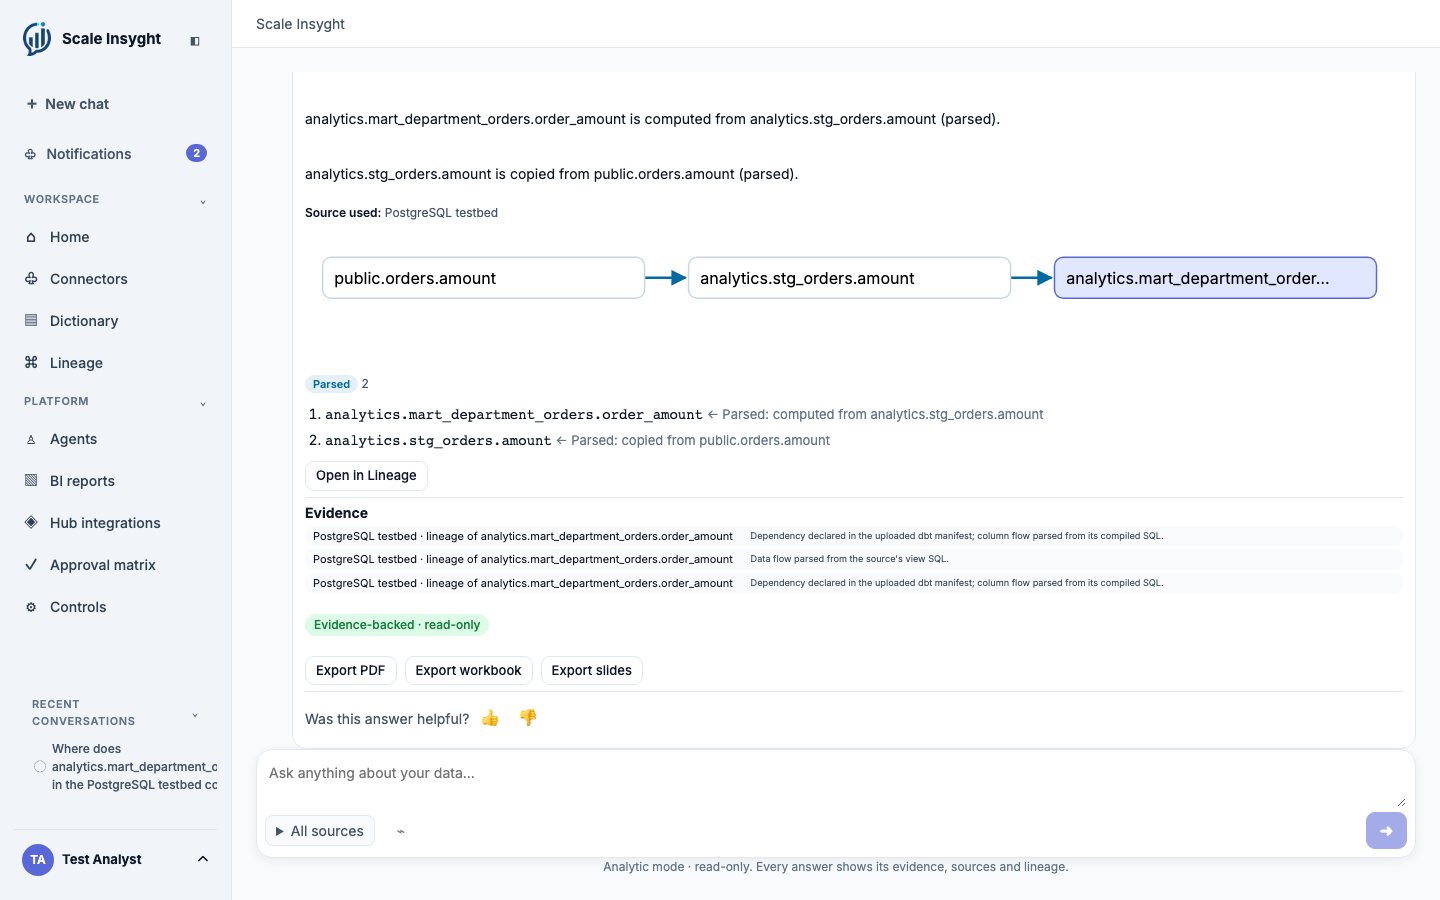 Scale Insyght
New chat
Notifications 2
WORKSPACE
Home
Connectors
Dictionary
Lineage
PLATFORM
Agents
BI reports
Hub integrations
Approval matrix
Controls
RECENT
CONVERSATIONS
Where does
analytics.mart_department_o
in the PostgreSQL testbed co
TA Test Analyst
Scale Insyght
analytics.mart_department_orders.order_amount is computed from analytics.stg_orders.amount (parsed).
analytics.stg_orders.amount is copied from public.orders.amount (parsed).
Source used: PostgreSQL testbed
public.orders.amount analytics.stg_orders.amount analytics.mart_department_order...
Parsed 2
1. analytics.mart_department_orders.order_amount ← Parsed: computed from analytics.stg_orders.amount
2. analytics.stg_orders.amount ← Parsed: copied from public.orders.amount
Open in Lineage
Evidence
PostgreSQL testbed · lineage of analytics.mart_department_orders.order_amount Dependency declared in the uploaded dbt manifest; column flow parsed from its compiled SQL.
PostgreSQL testbed · lineage of analytics.mart_department_orders.order_amount Data flow parsed from the source's view SQL.
PostgreSQL testbed · lineage of analytics.mart_department_orders.order_amount Dependency declared in the uploaded dbt manifest; column flow parsed from its compiled SQL.
Evidence-backed · read-only
Export PDF Export workbook Export slides
Was this answer helpful?
Ask anything about your data...
All sources
Analytic mode · read-only. Every answer shows its evidence, sources and lineage.